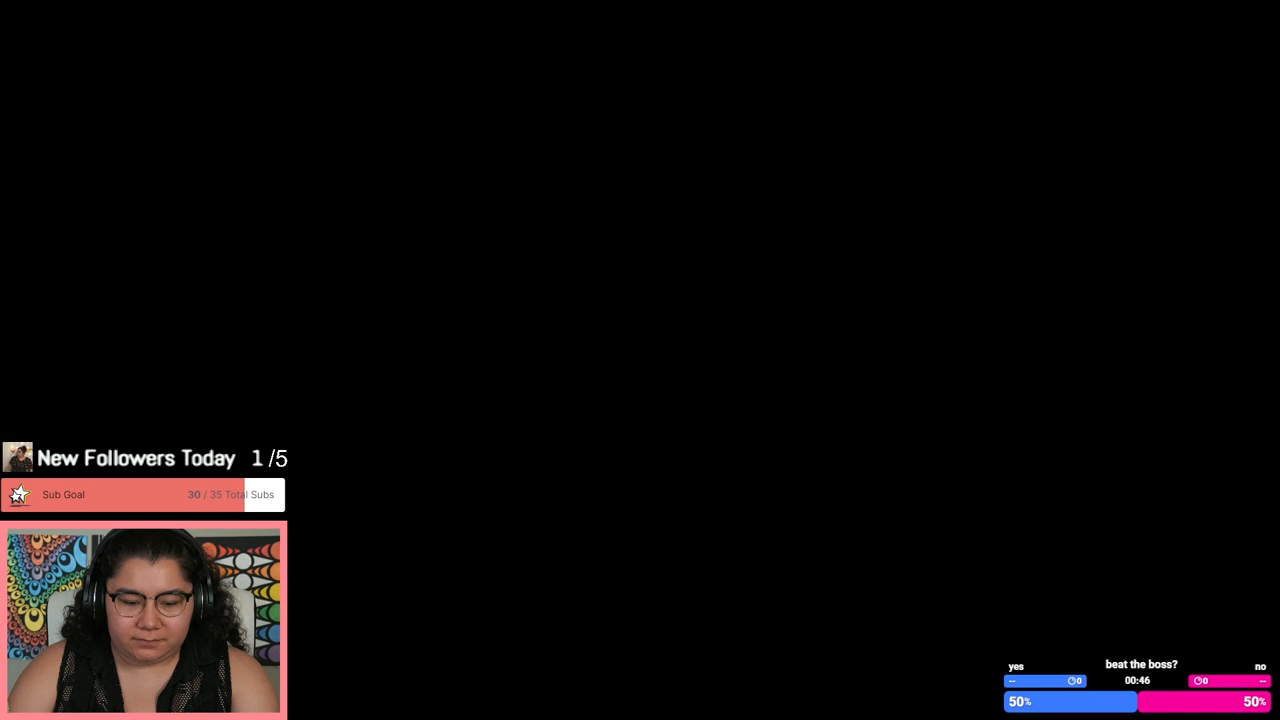 New Followers Today 1 /5
Sub Goal 30 / 35 Total Subs
beat the boss?
yes no
-- 0 00:46 0 --
50% 50%